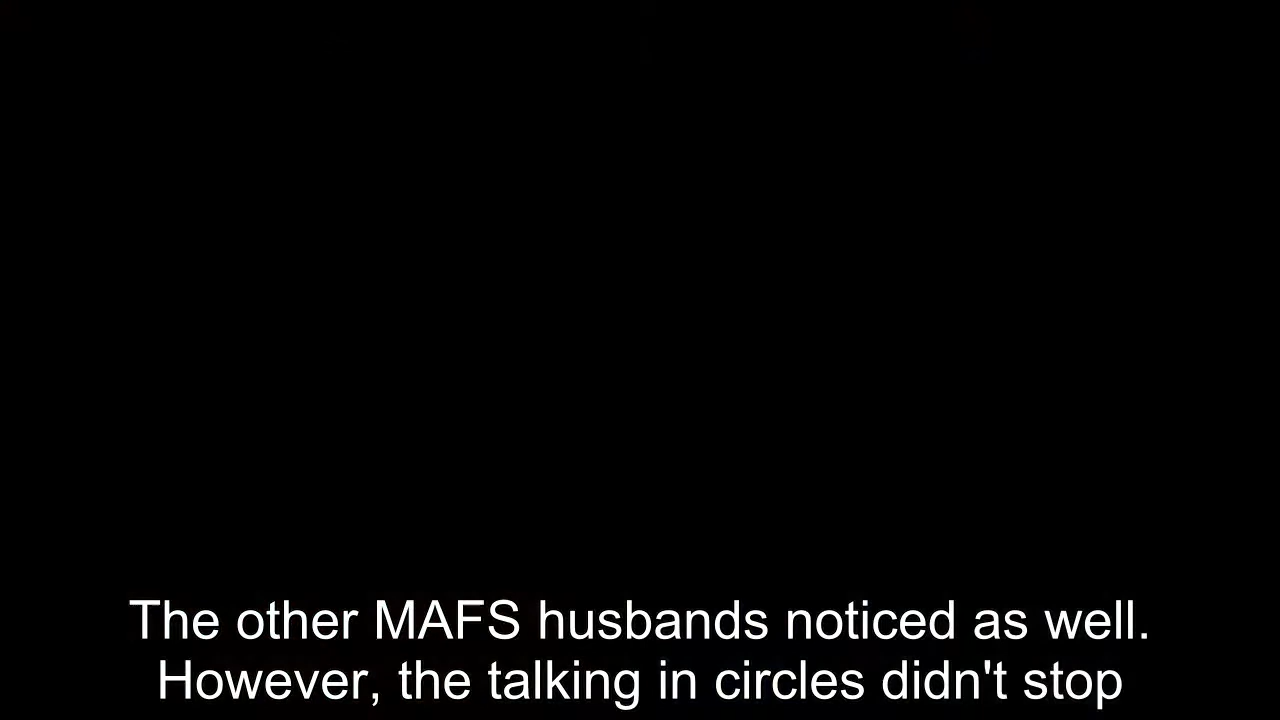 The other MAFS husbands noticed as well.
However, the talking in circles didn't stop